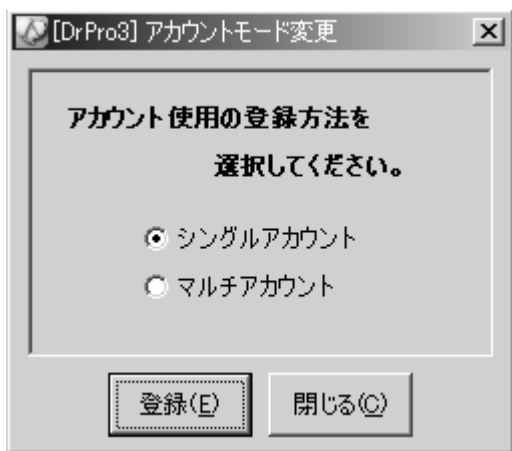 [DrPro3] アカウントモード変更
アカウント使用の登録方法を
選択してください。
シングルアカウント
マルチアカウント
登録(E)
閉じる(C)